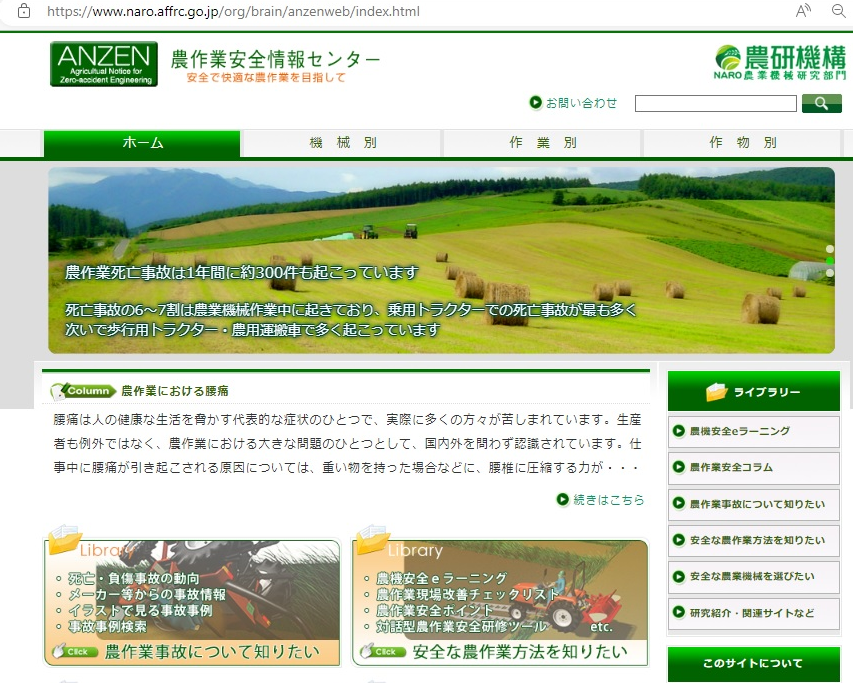 https://www.naro.affrc.go.jp/org/brain/anzenweb/index.html
ANZEN
Agricultural Notice for
Zero-accident Engineering
農作業安全情報センター
安全で快適な農作業を目指して
農研機構
NARO 農業機械研究部門
お問い合わせ
ホーム
機械別
作業別
作物別
農作業死亡事故は1年間に約300件も起こっています
死亡事故の6～7割は農業機械作業中に起きており、乗用トラクターでの死亡事故が最も多く
次いで歩行用トラクター・農用運搬車で多く起こっています
Column 農作業における腰痛
腰痛は人の健康な生活を脅かす代表的な症状のひとつで、実際に多くの方々が苦しまれています。生産
者も例外ではなく、農作業における大きな問題のひとつとして、国内外を問わず認識されています。仕
事中に腰痛が引き起こされる原因については、重い物を持った場合などに、腰椎に圧縮する力が・・・
続きはこちら
Library
・死亡・負傷事故の動向
・メーカー等からの事故情報
・イラストで見る事故事例
・事故事例検索
Click 農作業事故について知りたい
Library
・農機安全ｅラーニング
・農作業現場改善チェックリスト
・農作業安全ポイント
・対話型農作業安全研修ツール
etc.
Click 安全な農作業方法を知りたい
ライブラリー
農機安全eラーニング
農作業安全コラム
農作業事故について知りたい
安全な農作業方法を知りたい
安全な農業機械を選びたい
研究紹介・関連サイトなど
このサイトについて